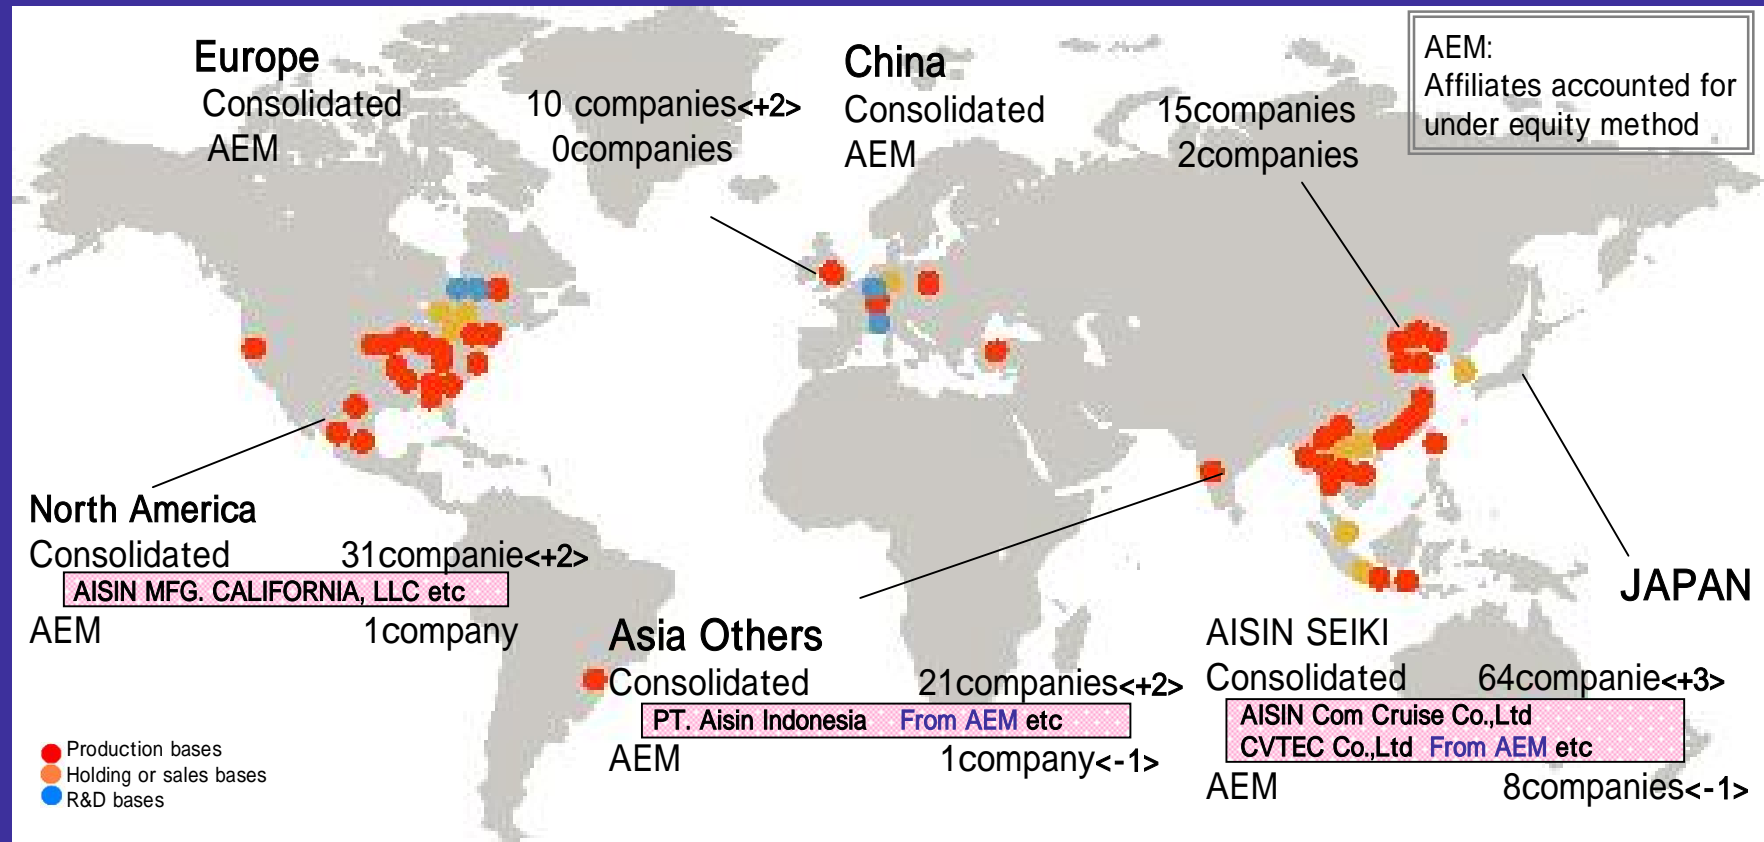 Europe
Consolidated 10 companies<+2>
AEM 0companies
China
Consolidated 15companies
AEM 2companies
AEM:
Affiliates accounted for
under equity method
North America
Consolidated 31companie<+2>
AISIN MFG. CALIFORNIA, LLC etc
AEM 1company
Asia Others
Consolidated 21companies<+2>
PT. Aisin Indonesia From AEM etc
AEM 1company<-1>
JAPAN
AISIN SEIKI
Consolidated 64companie<+3>
AISIN Com Cruise Co.,Ltd
CVTEC Co.,Ltd From AEM etc
AEM 8companies<-1>
Production bases
Holding or sales bases
R&D bases